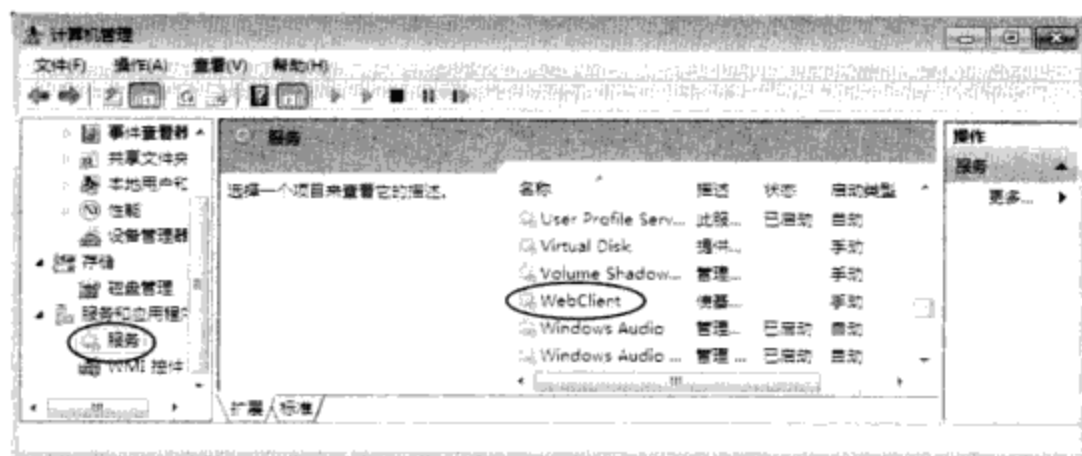 计算机管理
文件(F) 操作(A) 查看(V) 帮助(H)
事件查看器
共享文件夹
本地用户和
性能
设备管理器
存储
磁盘管理
服务和应用程序
服务
WMI 控件
服务
选择一个项目来查看它的描述。
名称 描述 状态 启动类型
User Profile Serv... 此服... 已启动 自动
Virtual Disk 提供... 手动
Volume Shadow... 管理... 手动
WebClient 使基... 手动
Windows Audio 管理... 已启动 自动
Windows Audio ... 管理 ... 已启动 自动
扩展 标准
操作
服务
更多...